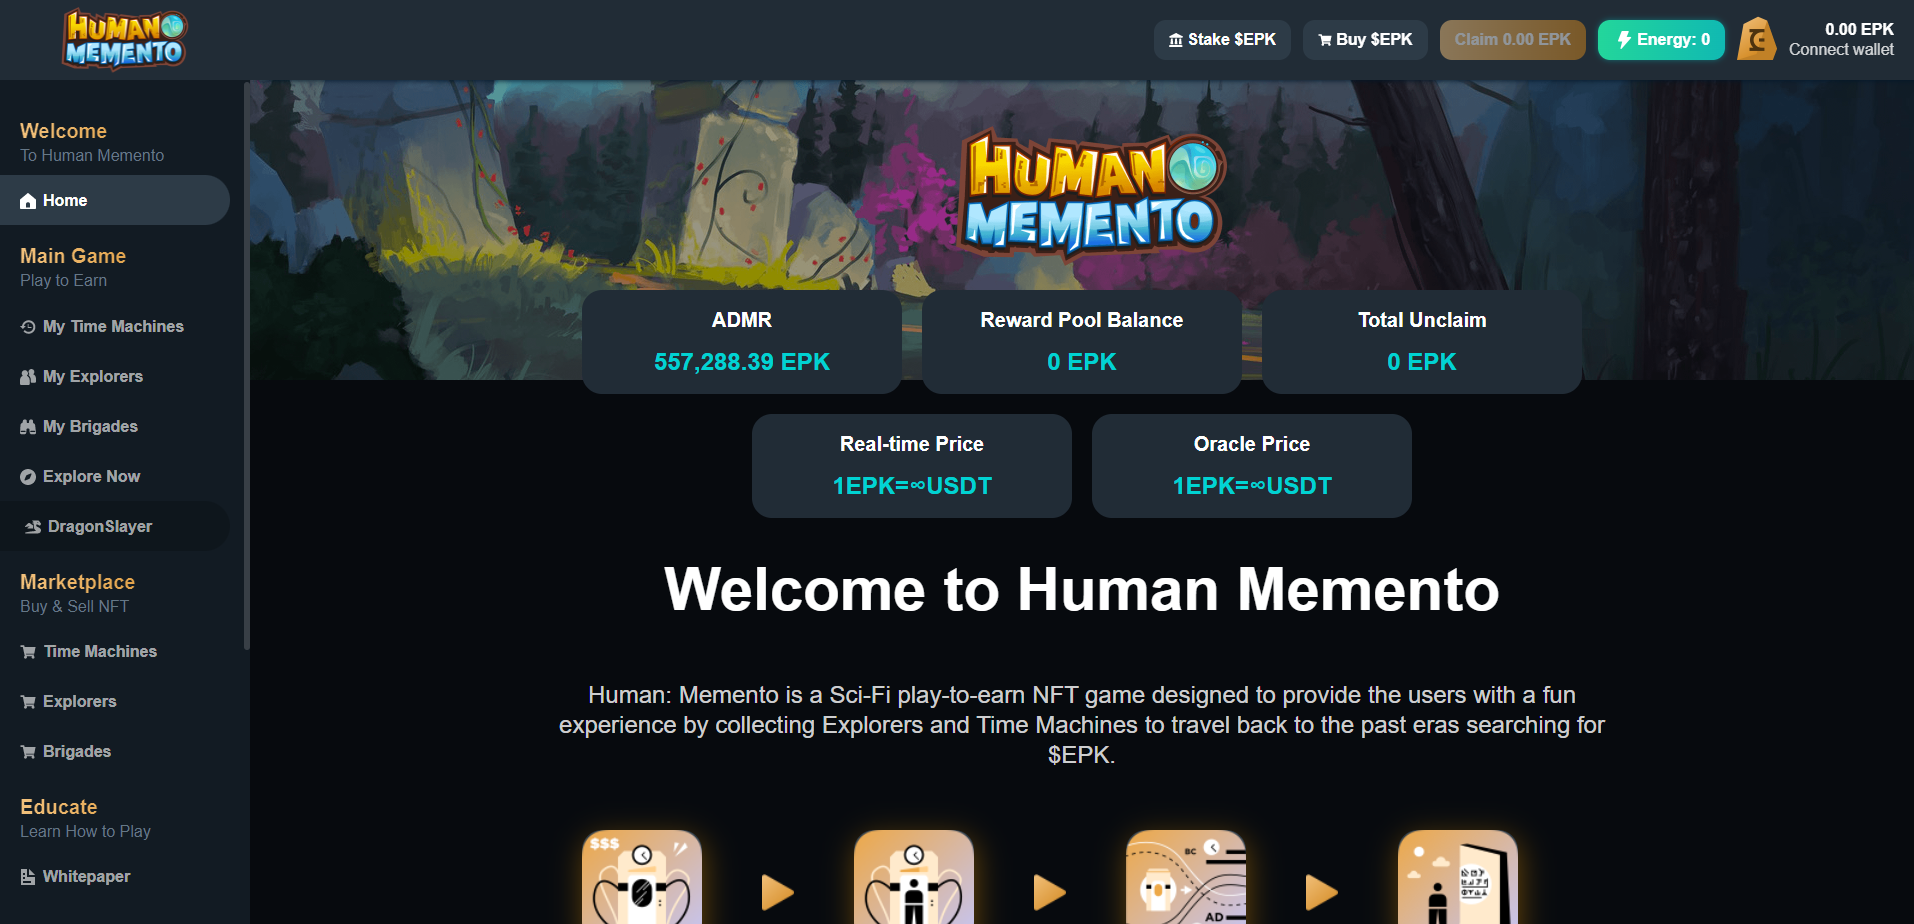 HUMAN
MEMENTO
Stake $EPK
Buy $EPK
Claim 0.00 EPK
Energy: 0
0.00 EPK
Connect wallet
Welcome
To Human Memento
Home
Main Game
Play to Earn
My Time Machines
My Explorers
My Brigades
Explore Now
DragonSlayer
Marketplace
Buy & Sell NFT
Time Machines
Explorers
Brigades
Educate
Learn How to Play
Whitepaper
HUMAN
MEMENTO
ADMR
557,288.39 EPK
Reward Pool Balance
0 EPK
Total Unclaim
0 EPK
Real-time Price
1EPK=∞USDT
Oracle Price
1EPK=∞USDT
Welcome to Human Memento
Human: Memento is a Sci-Fi play-to-earn NFT game designed to provide the users with a fun
experience by collecting Explorers and Time Machines to travel back to the past eras searching for
$EPK.
$$$
BC
AD